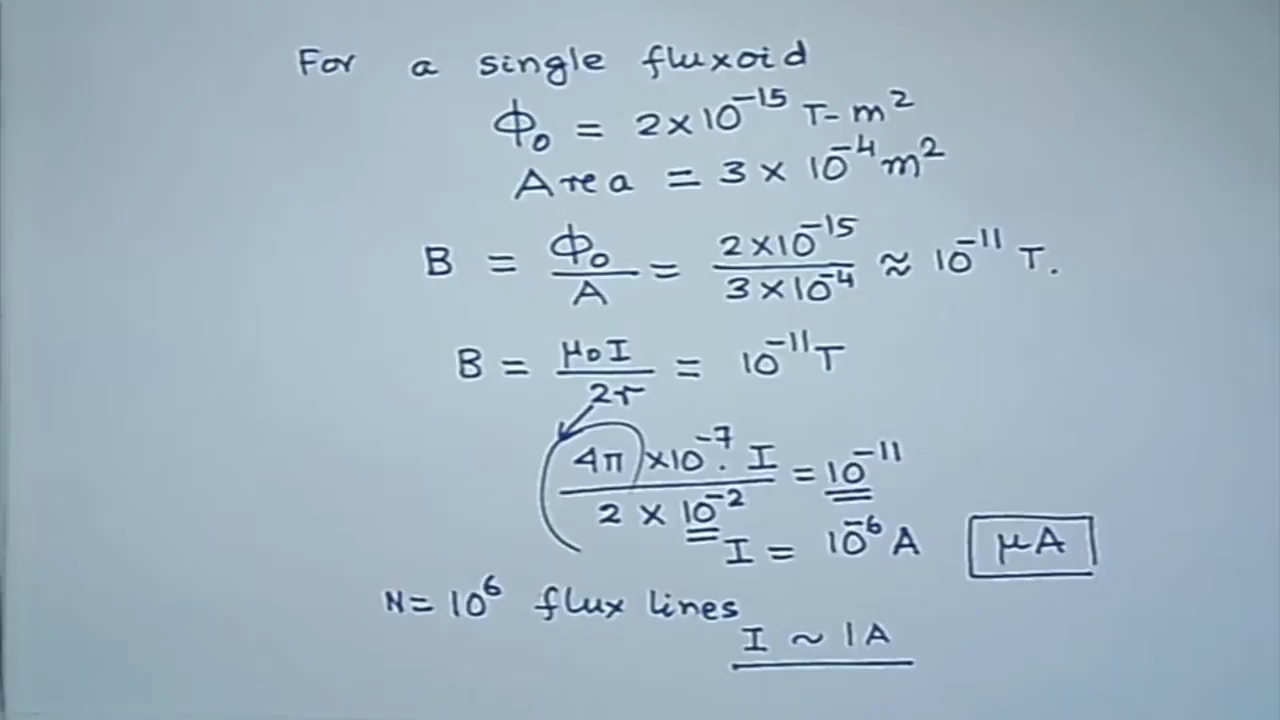 For a single fluxoid
Φ₀ = 2×10⁻¹⁵ T-m²
Area = 3 × 10⁻⁴ m²
B = Φ₀/A = 2×10⁻¹⁵/3×10⁻⁴ ≈ 10⁻¹¹ T.
B = μ₀I/2r = 10⁻¹¹ T
4π×10⁻⁷. I/2 × 10⁻² = 10⁻¹¹
I = 10⁻⁶ A μA
N = 10⁶ flux lines
I ~ 1A